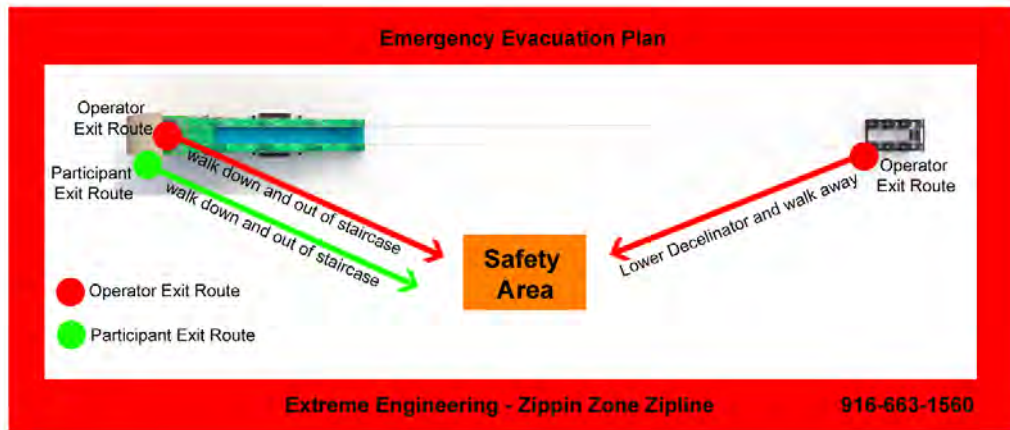 Emergency Evacuation Plan
Operator
Exit Route
Participant
Exit Route
walk down and out of staircase
walk down and out of staircase
Operator
Exit Route
Lower Decelinator and walk away
Safety
Area
Operator Exit Route
Participant Exit Route
Extreme Engineering - Zippin Zone Zipline
916-663-1560